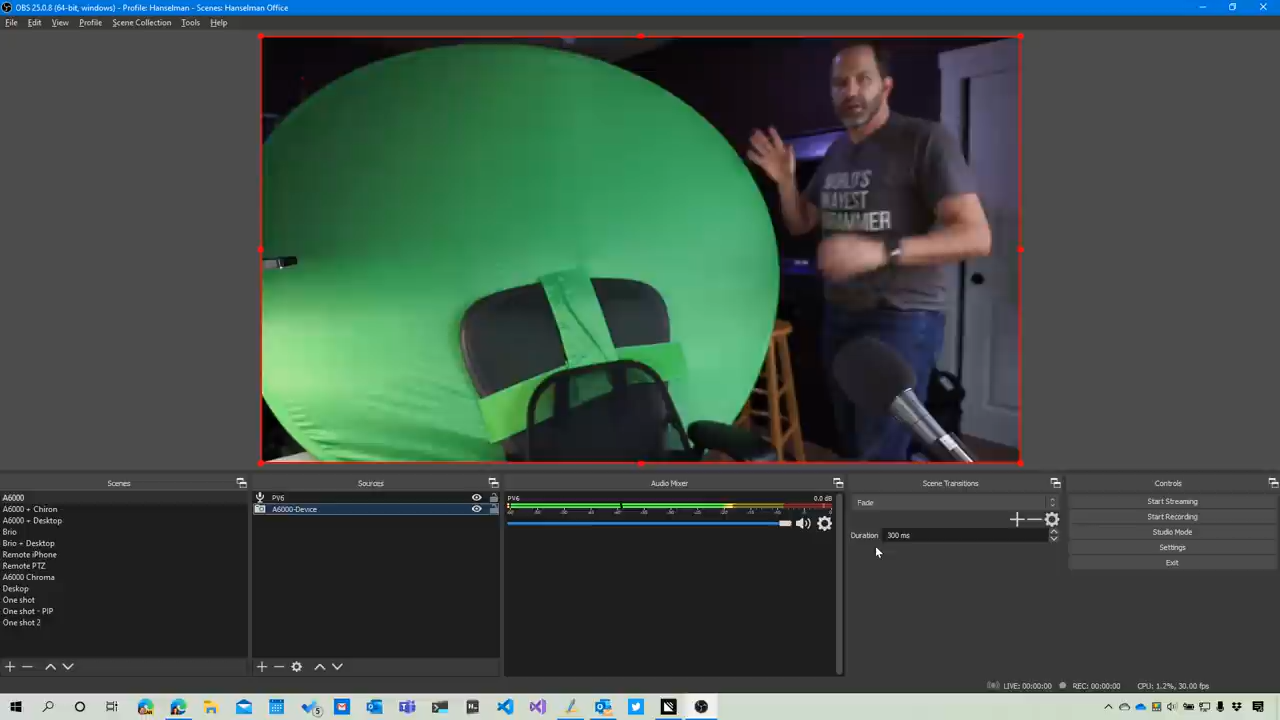 OBS 25.0.8 (64-bit, windows) - Profile: Hanselman - Scenes: Hanselman Office
File Edit View Profile Scene Collection Tools Help
WORLD'S
OKAYEST
PROGRAMMER
Scenes
A6000
A6000 + Chiron
A6000 + Desktop
Brio
Brio + Desktop
Remote iPhone
Remote PTZ
A6000 Chroma
Deskop
One shot
One shot - PIP
One shot 2
Sources
PV6
A6000-Device
Audio Mixer
PV6 0.0 dB
Scene Transitions
Fade
Duration 300 ms
Controls
Start Streaming
Start Recording
Studio Mode
Settings
Exit
LIVE: 00:00:00 REC: 00:00:00 CPU: 1.2%, 30.00 fps